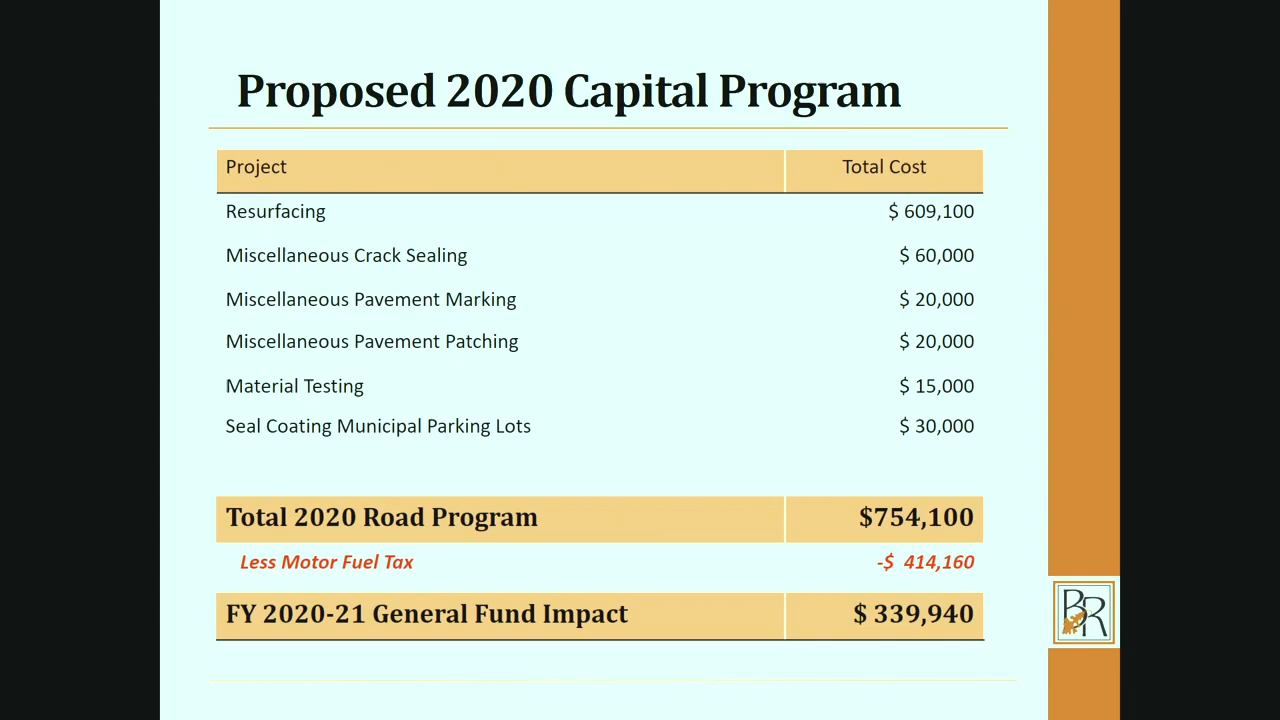 Proposed 2020 Capital Program
Project Total Cost
Resurfacing $ 609,100
Miscellaneous Crack Sealing $ 60,000
Miscellaneous Pavement Marking $ 20,000
Miscellaneous Pavement Patching $ 20,000
Material Testing $ 15,000
Seal Coating Municipal Parking Lots $ 30,000
Total 2020 Road Program $754,100
Less Motor Fuel Tax -$ 414,160
FY 2020-21 General Fund Impact $ 339,940
BR